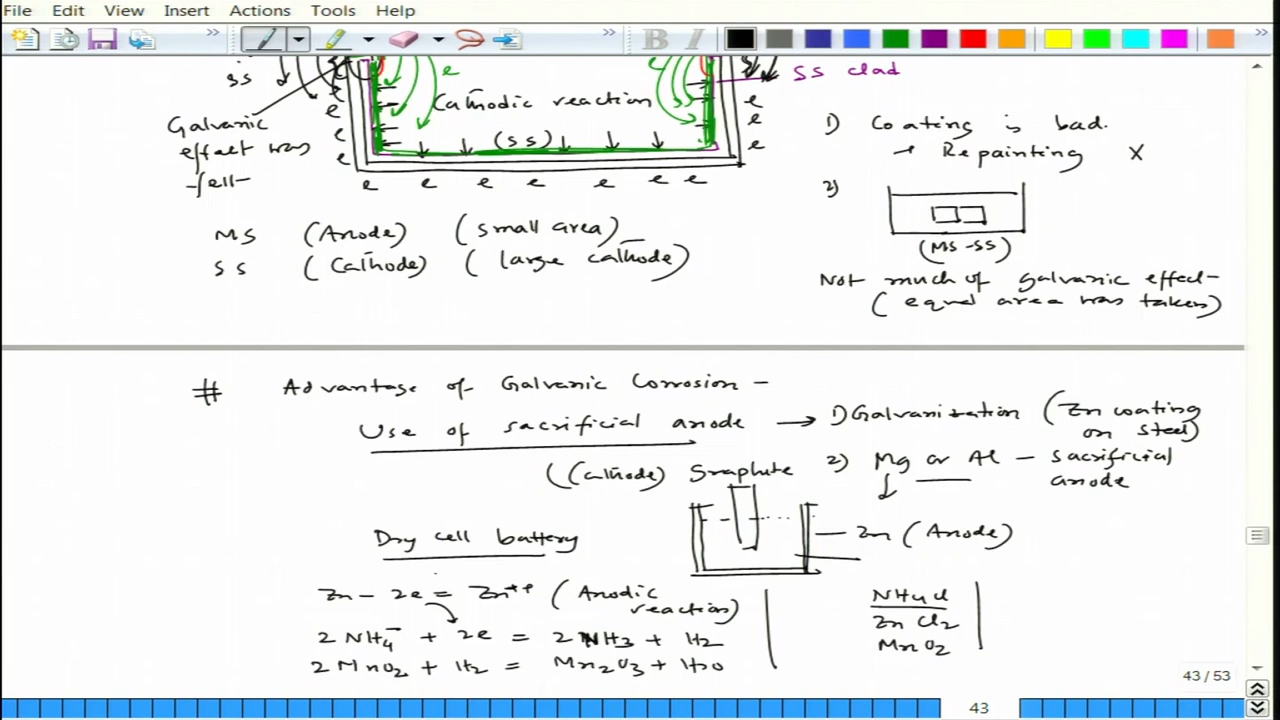 File Edit View Insert Actions Tools Help
SS e e SS clad
Cathodic reaction
e e
e e
e e
e e
(SS)
Galvanic
effect was
felt
e e e e e e e
1) Coating is bad.
→ Repainting X
2)
(MS-SS)
Not much of galvanic effect
(equal area was taken)
MS (Anode) (small area)
SS (Cathode) (large cathode)
# Advantage of Galvanic Corrosion -
Use of sacrificial anode → 1) Galvanization (Zn coating
on steel)
2) Mg or Al - sacrificial
anode
(Cathode) Graphite
Zn (Anode)
Dry cell battery
Zn - 2e = Zn++ (Anodic
reaction)
2NH4- + 2e = 2NH3 + H2
2MnO2 + H2 = Mn2O3 + H2O
NH4Cl
ZnCl2
MnO2
43 / 53
43